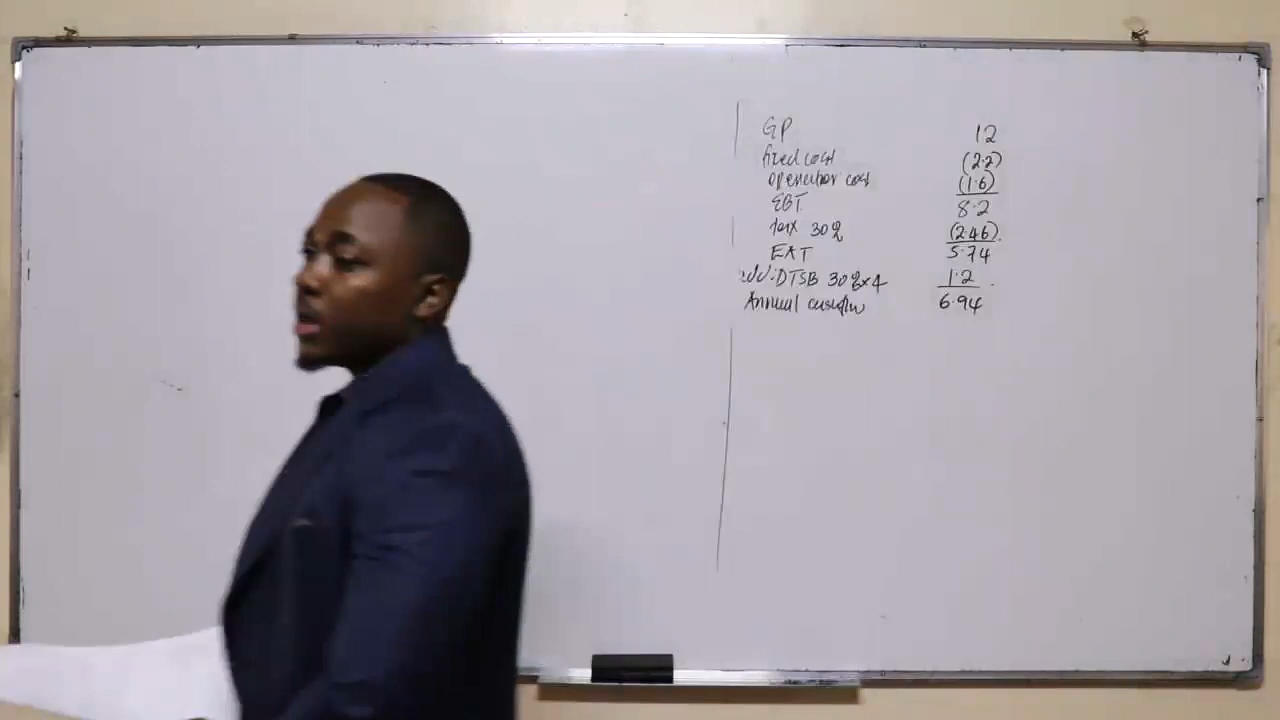 GP 12
fixed cost (2.2)
operation cost (1.6)
EBT 8.2
tax 30% (2.46)
EAT 5.74
DTSB 30%x4 1.2
Annual cashflow 6.94